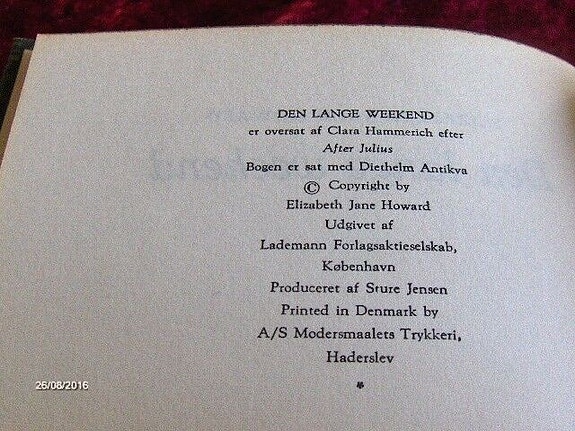 DEN LANGE WEEKEND
er oversat af Clara Hammerich efter
After Julius
Bogen er sat med Diethelm Antikva
© Copyright by
Elizabeth Jane Howard
Udgivet af
Lademann Forlagsaktieselskab,
København
Produceret af Sture Jensen
Printed in Denmark by
A/S Modersmaalets Trykkeri,
Haderslev
*
26/08/2016